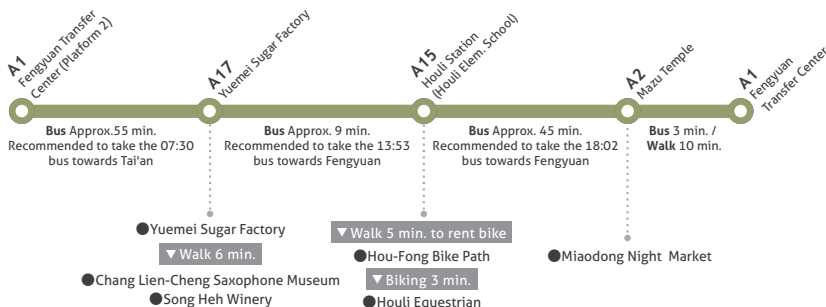 A1
Fengyuan Transfer
Center (Platform 2)
A17
Yuemei Sugar Factory
A15
Houli Station
(Houli Elem. School)
A2
Mazu Temple
A1
Fengyuan
Transfer Center
Bus Approx.55 min.
Recommended to take the 07:30
bus towards Tai'an
Bus Approx. 9 min.
Recommended to take the 13:53
bus towards Fengyuan
Bus Approx. 45 min.
Recommended to take the 18:02
bus towards Fengyuan
Bus 3 min. /
Walk 10 min.
●Yuemei Sugar Factory
▼Walk 6 min.
●Chang Lien-Cheng Saxophone Museum
●Song Heh Winery
▼Walk 5 min. to rent bike
●Hou-Fong Bike Path
▼Biking 3 min.
●Houli Equestrian
●Miaodong Night Market